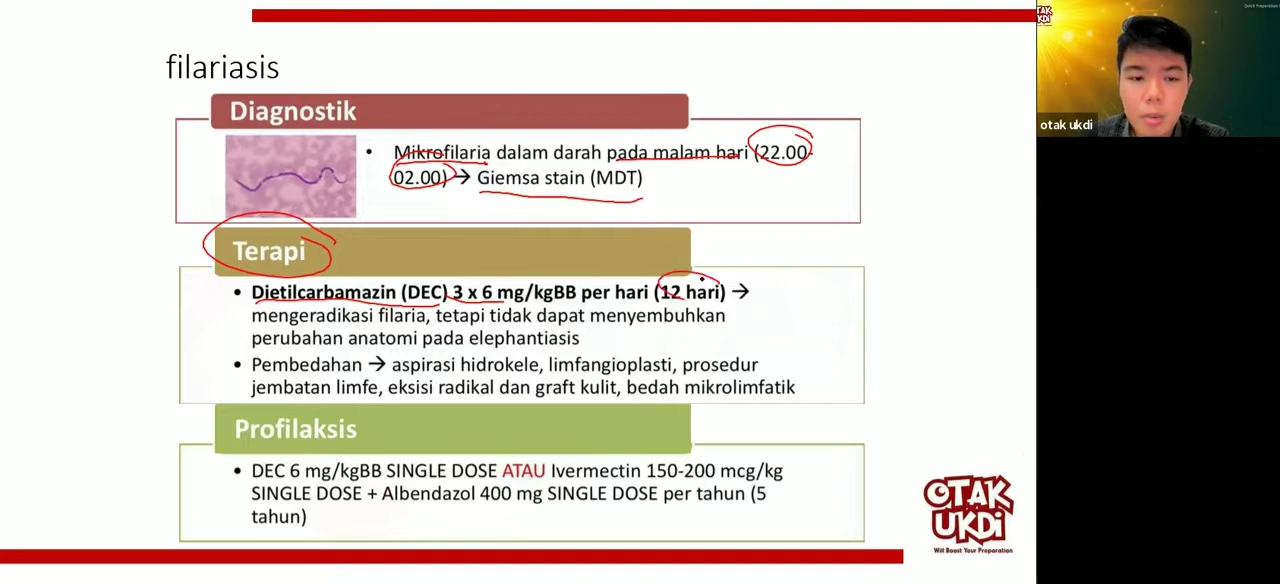 filariasis
Diagnostik
• Mikrofilaria dalam darah pada malam hari (22.00-
02.00) → Giemsa stain (MDT)
Terapi
• Dietilcarbamazin (DEC) 3 x 6 mg/kgBB per hari (12 hari) →
mengeradikasi filaria, tetapi tidak dapat menyembuhkan
perubahan anatomi pada elephantiasis
• Pembedahan → aspirasi hidrokele, limfangioplasti, prosedur
jembatan limfe, eksisi radikal dan graft kulit, bedah mikrolimfatik
Profilaksis
• DEC 6 mg/kgBB SINGLE DOSE ATAU Ivermectin 150-200 mcg/kg
SINGLE DOSE + Albendazol 400 mg SINGLE DOSE per tahun (5
tahun)
OTAK
UKDI
Will Boost Your Preparation
OTAK
UKDI
otak ukdi